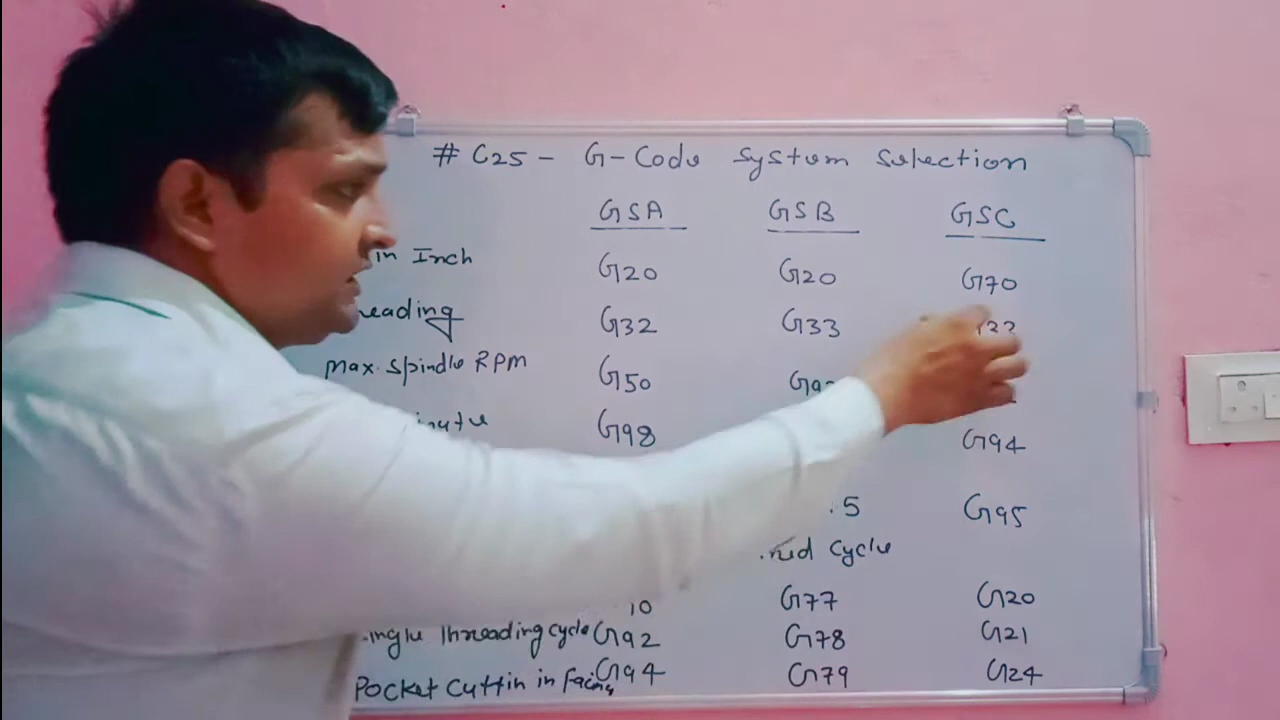 # C25 - G-Code System Selection
GSA GSB GSC
in Inch G20 G20 G70
eading G32 G33
Max. Spindle RPM G50
G98 G94
.5 G95
Cycle
10 G77 G20
Threading cycle G92 G78 G21
Pocket Cuttin in Facing G94 G79 G24